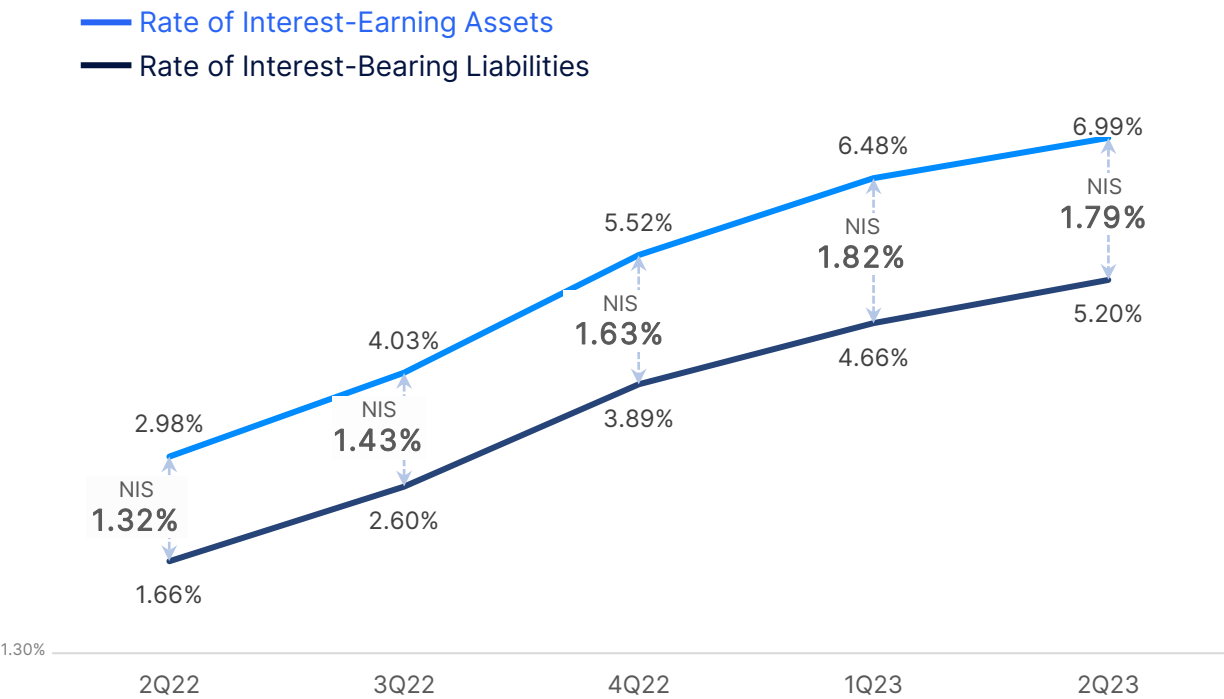 Rate of Interest-Earning Assets
Rate of Interest-Bearing Liabilities
6.99%
6.48%
NIS
1.79%
5.52%
NIS
1.82%
NIS
1.63%
5.20%
4.03%
4.66%
NIS
1.43%
3.89%
2.98%
NIS
1.32%
2.60%
1.66%
1.30%
2Q22 3Q22 4Q22 1Q23 2Q23